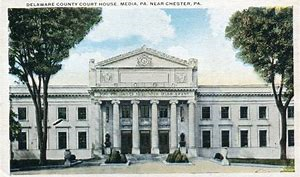 DELAWARE COUNTY COURT HOUSE, MEDIA, PA. NEAR CHESTER, PA.